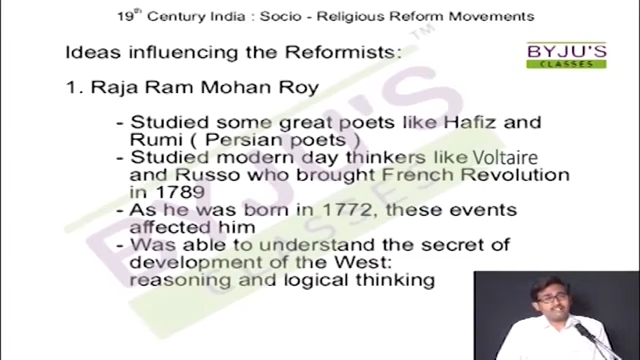 19th Century India : Socio - Religious Reform Movements
Ideas influencing the Reformists:
BYJU'S
CLASSES
1. Raja Ram Mohan Roy
- Studied some great poets like Hafiz and
Rumi ( Persian poets )
- Studied modern day thinkers like Voltaire
and Russo who brought French Revolution
in 1789
- As he was born in 1772, these events
affected him
- Was able to understand the secret of
development of the West:
reasoning and logical thinking
BYJU'S
CLASSES
TM